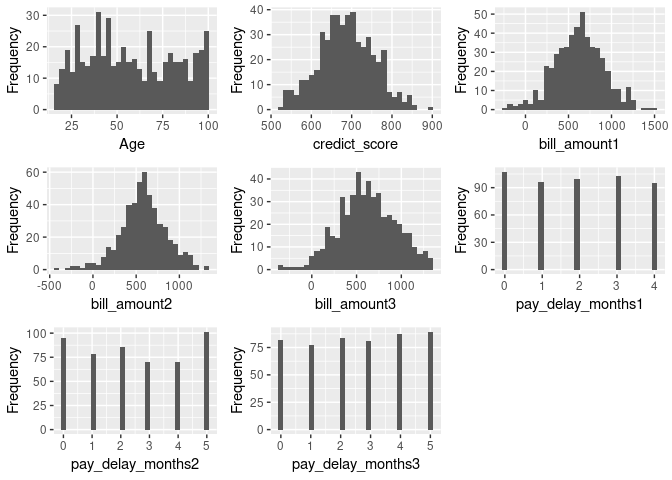 Frequency
30
20
10
0
25 50 75 100
Age
Frequency
40
30
20
10
0
500 600 700 800 900
credict_score
Frequency
50
40
30
20
10
0
0 500 1000 1500
bill_amount1
Frequency
60
40
20
0
-500 0 500 1000
bill_amount2
Frequency
40
30
20
10
0
0 500 1000
bill_amount3
Frequency
90
60
30
0
0 1 2 3 4
pay_delay_months1
Frequency
100
75
50
25
0
0 1 2 3 4 5
pay_delay_months2
Frequency
75
50
25
0
0 1 2 3 4 5
pay_delay_months3